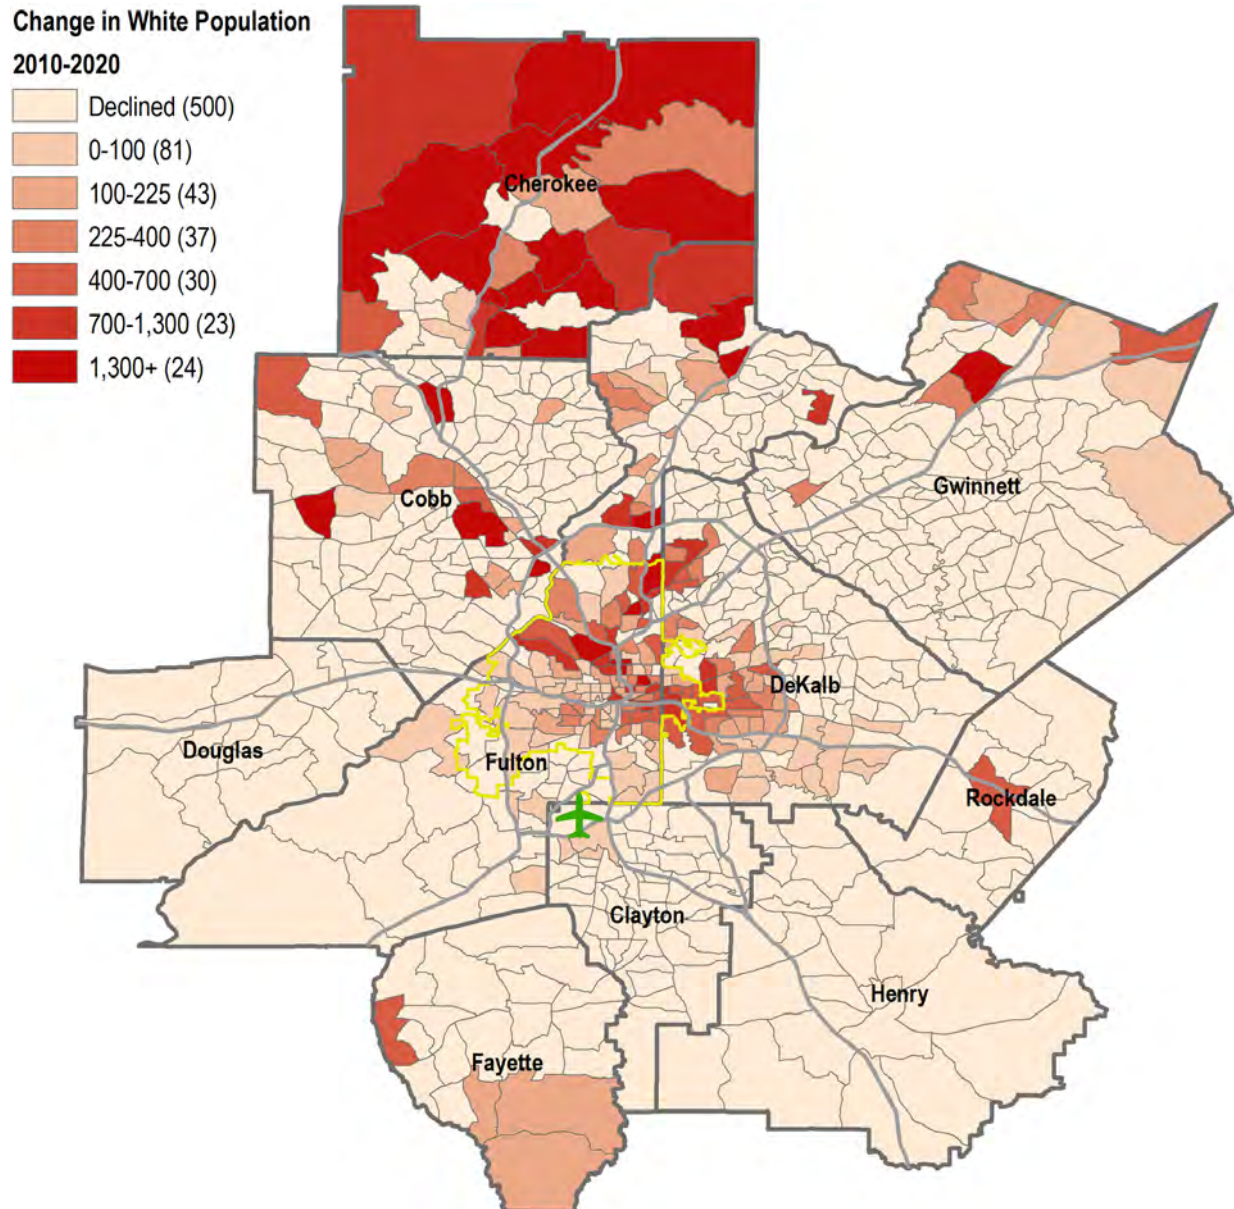 Change in White Population
2010-2020
Declined (500)
0-100 (81)
100-225 (43)
225-400 (37)
400-700 (30)
700-1,300 (23)
1,300+ (24)
Cherokee
Cobb
Gwinnett
DeKalb
Douglas
Fulton
Rockdale
Clayton
Henry
Fayette